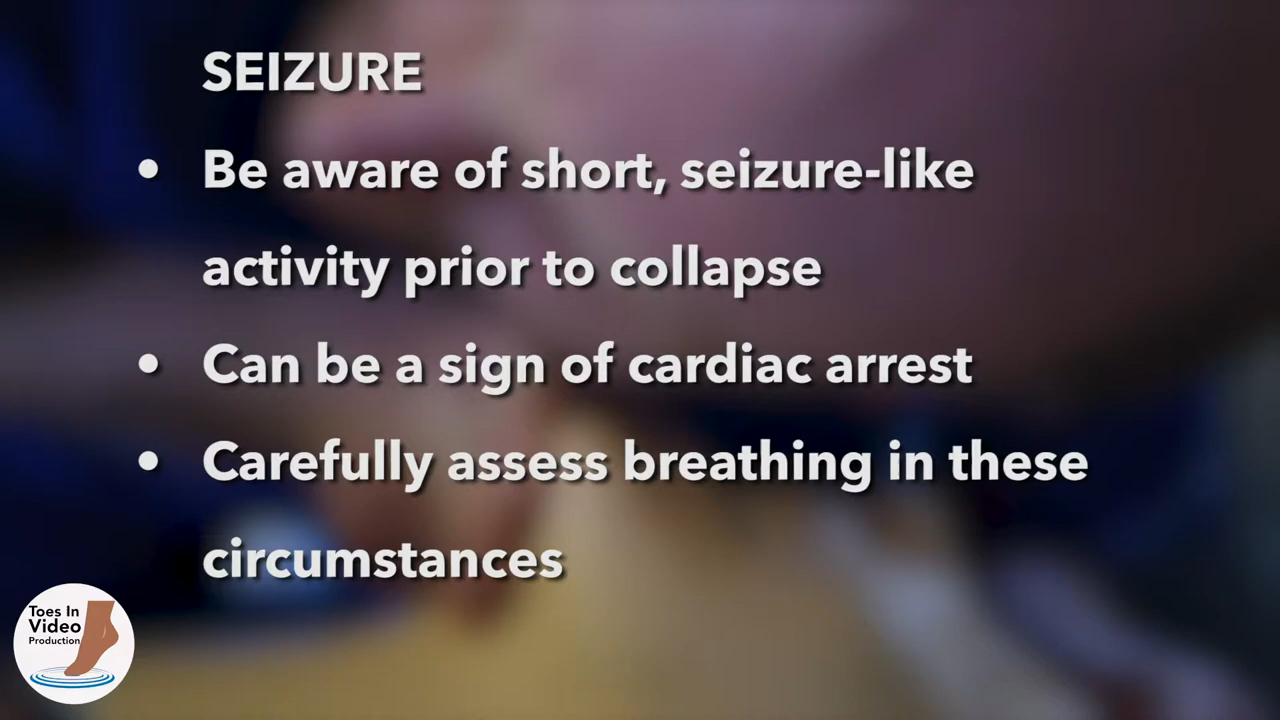 SEIZURE
• Be aware of short, seizure-like
activity prior to collapse
• Can be a sign of cardiac arrest
• Carefully assess breathing in these
circumstances
Toes In
Video
Production